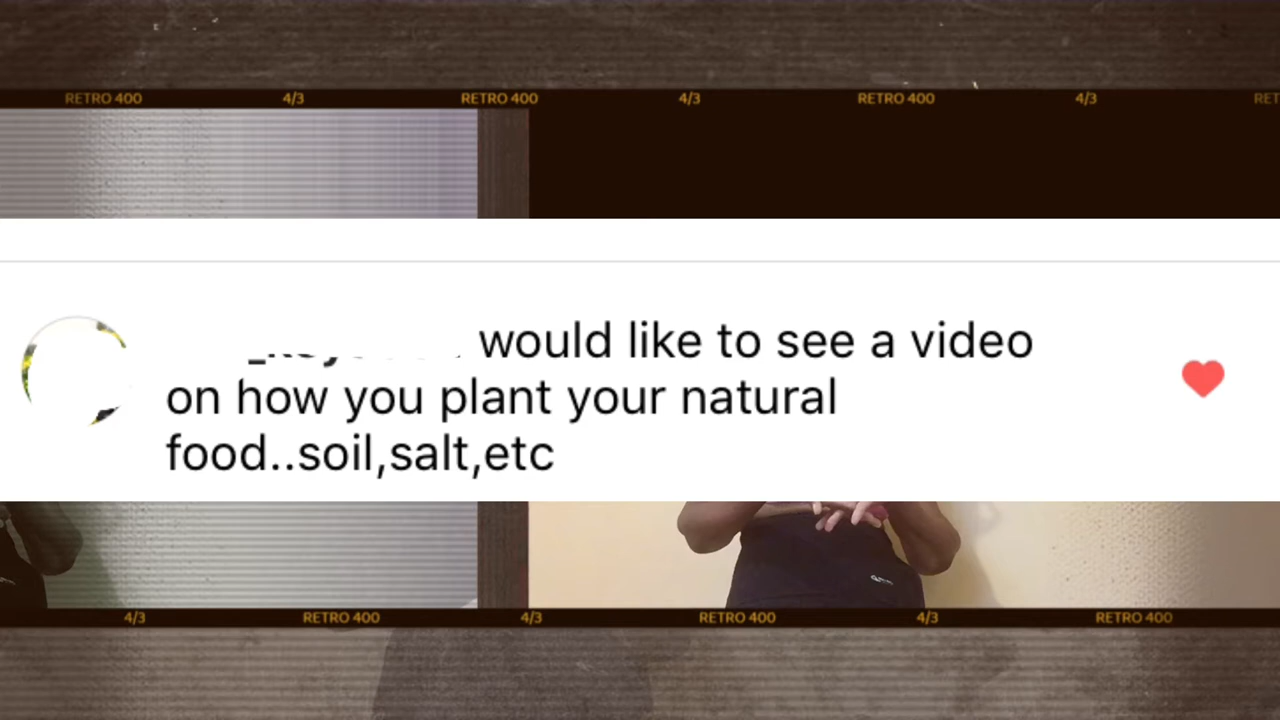 RETRO 400 4/3 RETRO 400 4/3 RETRO 400 4/3 RET
would like to see a video
on how you plant your natural
food..soil,salt,etc
4/3 RETRO 400 4/3 RETRO 400 4/3 RETRO 400